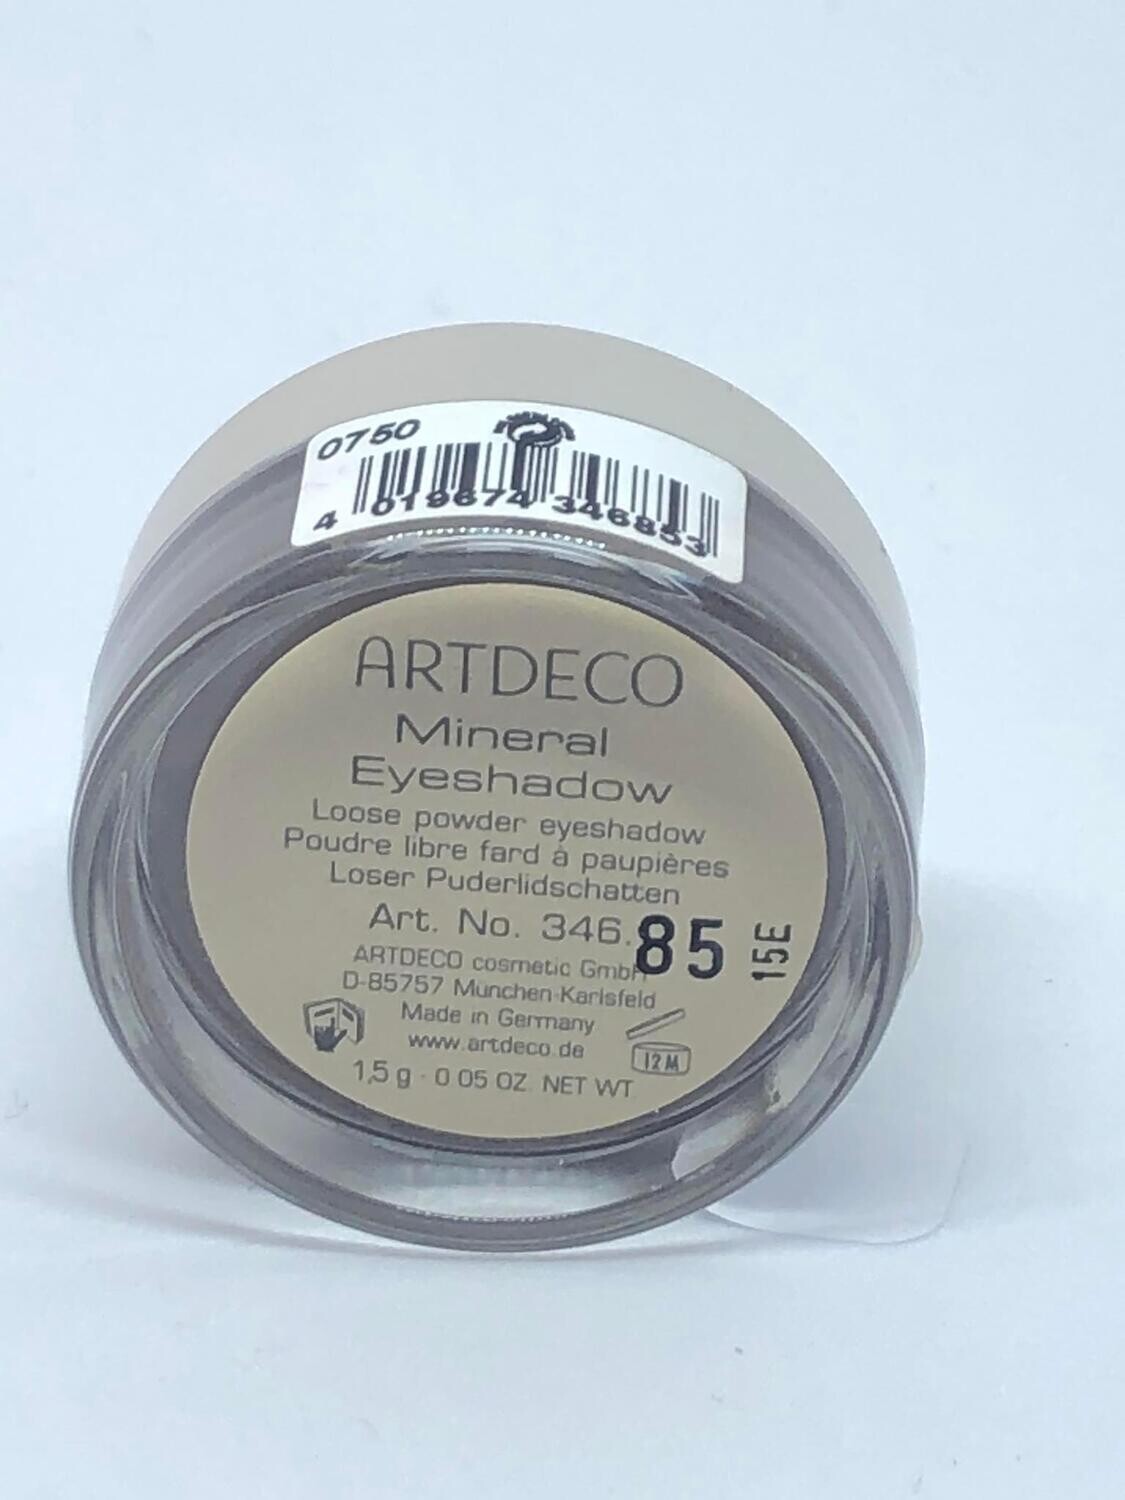 0750
4 019674 346853
ARTDECO
Mineral
Eyeshadow
Loose powder eyeshadow
Poudre libre fard à paupières
Loser Puderlidschatten
Art. No. 346.85
15E
ARTDECO cosmetic GmbH
D-85757 München-Karlsfeld
Made in Germany
www.artdeco.de
12 M
1,5 g - 0.05 OZ. NET WT.